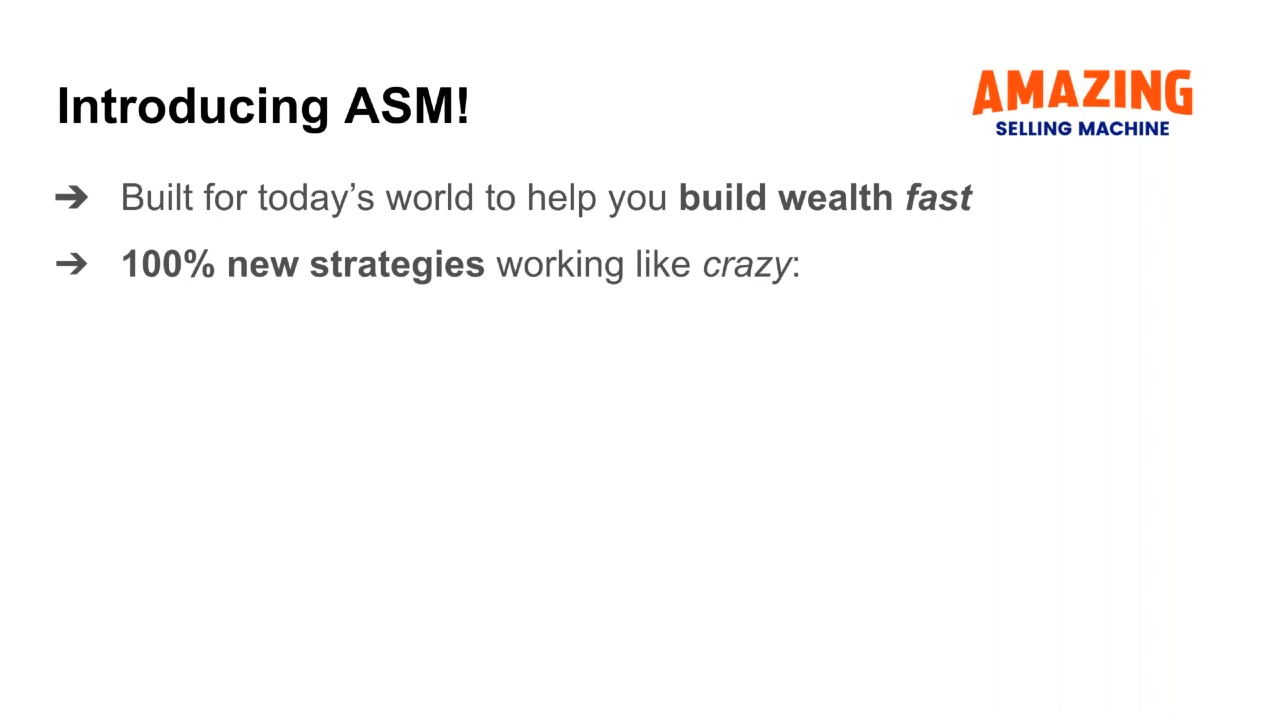 Introducing ASM!
AMAZING
SELLING MACHINE
➔ Built for today’s world to help you build wealth fast
➔ 100% new strategies working like crazy: